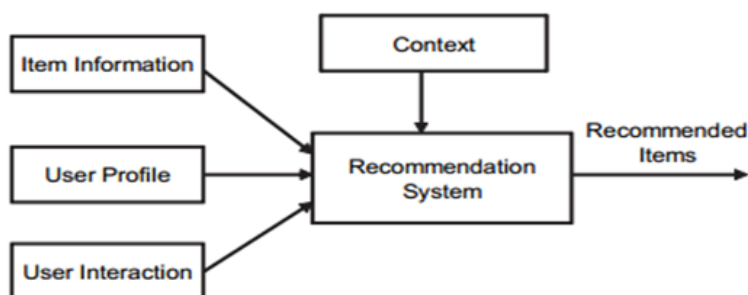 Context
Item Information
Recommended
Items
User Profile
Recommendation
System
User Interaction